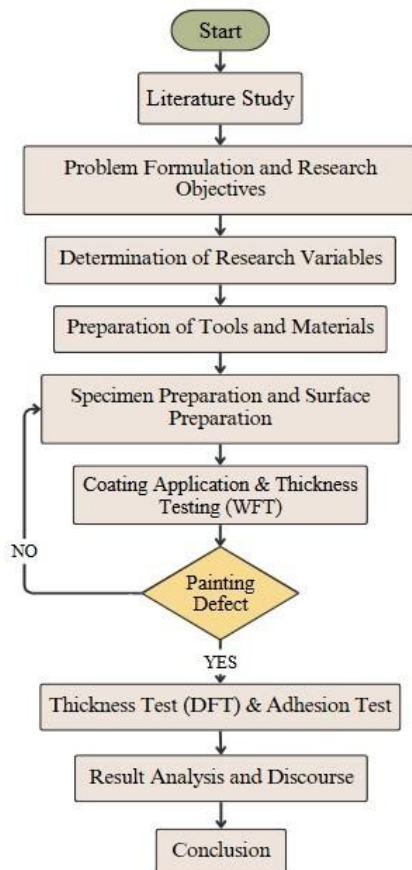 Start
Literature Study
Problem Formulation and Research
Objectives
Determination of Research Variables
Preparation of Tools and Materials
Specimen Preparation and Surface
Preparation
Coating Application & Thickness
Testing (WFT)
NO
Painting
Defect
YES
Thickness Test (DFT) & Adhesion Test
Result Analysis and Discourse
Conclusion